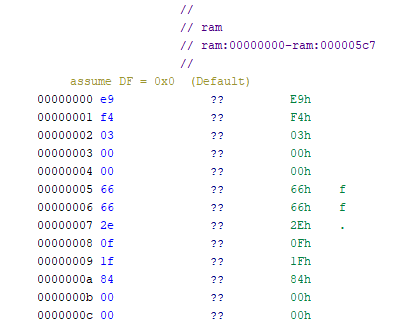 //
// ram
// ram:00000000-ram:000005c7
//
assume DF = 0x0 (Default)
00000000 e9 ?? E9h
00000001 f4 ?? F4h
00000002 03 ?? 03h
00000003 00 ?? 00h
00000004 00 ?? 00h
00000005 66 ?? 66h f
00000006 66 ?? 66h f
00000007 2e ?? 2Eh .
00000008 0f ?? 0Fh
00000009 1f ?? 1Fh
0000000a 84 ?? 84h
0000000b 00 ?? 00h
0000000c 00 ?? 00h